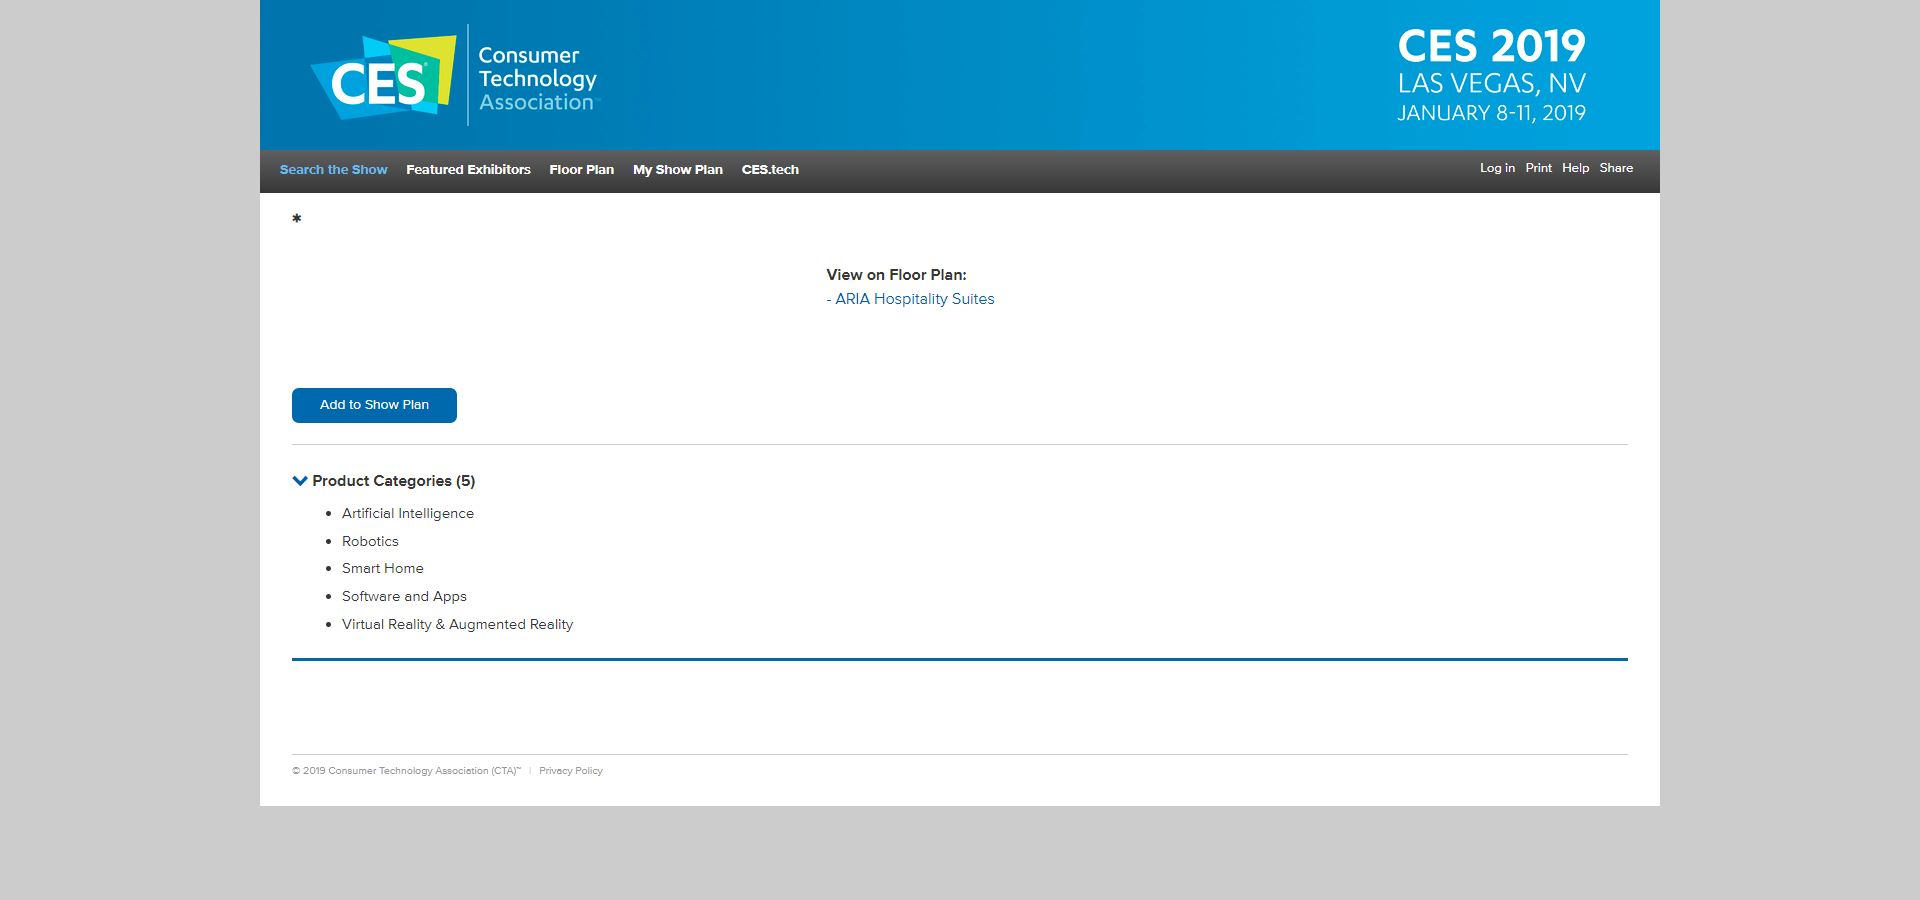 CES®
Consumer
Technology
Association™
CES 2019
LAS VEGAS, NV
JANUARY 8-11, 2019
Search the Show Featured Exhibitors Floor Plan My Show Plan CES.tech
Log in Print Help Share
*
View on Floor Plan:
- ARIA Hospitality Suites
Add to Show Plan
Product Categories (5)
• Artificial Intelligence
• Robotics
• Smart Home
• Software and Apps
• Virtual Reality & Augmented Reality
© 2019 Consumer Technology Association (CTA)™ | Privacy Policy